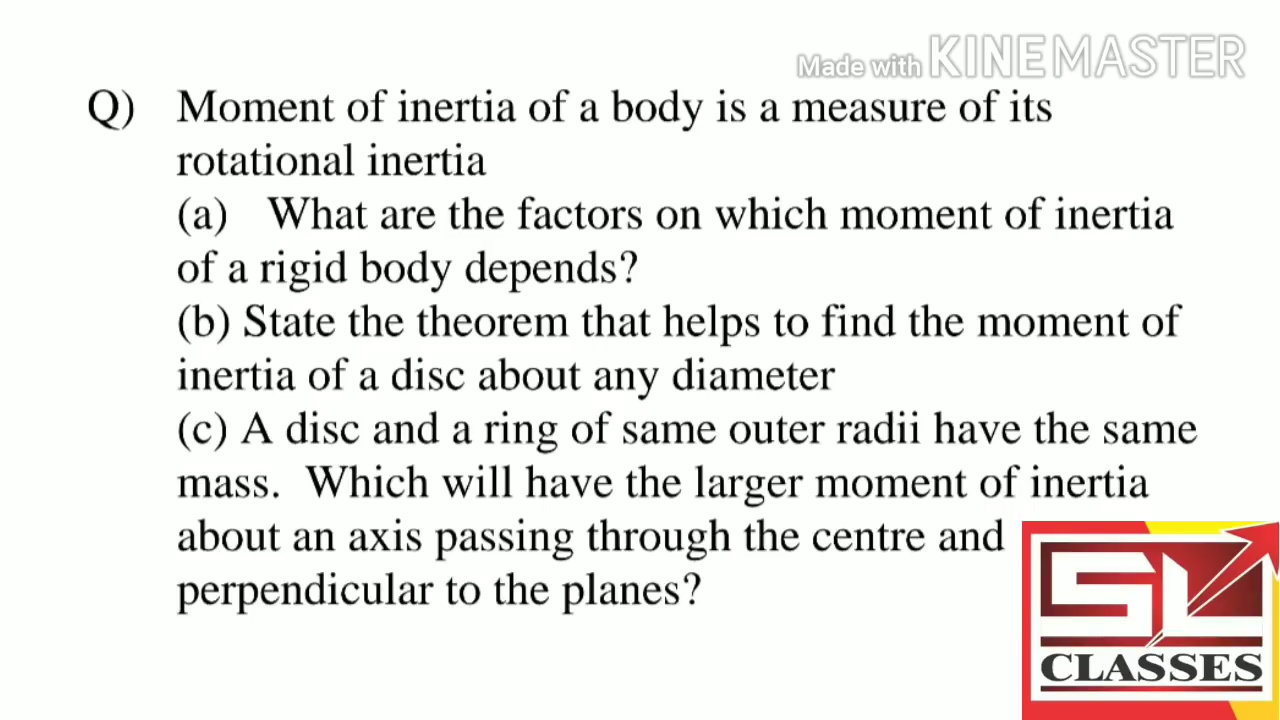 Made with KINEMASTER
Q) Moment of inertia of a body is a measure of its
rotational inertia
(a) What are the factors on which moment of inertia
of a rigid body depends?
(b) State the theorem that helps to find the moment of
inertia of a disc about any diameter
(c) A disc and a ring of same outer radii have the same
mass. Which will have the larger moment of inertia
about an axis passing through the centre and
perpendicular to the planes?
SL
CLASSES